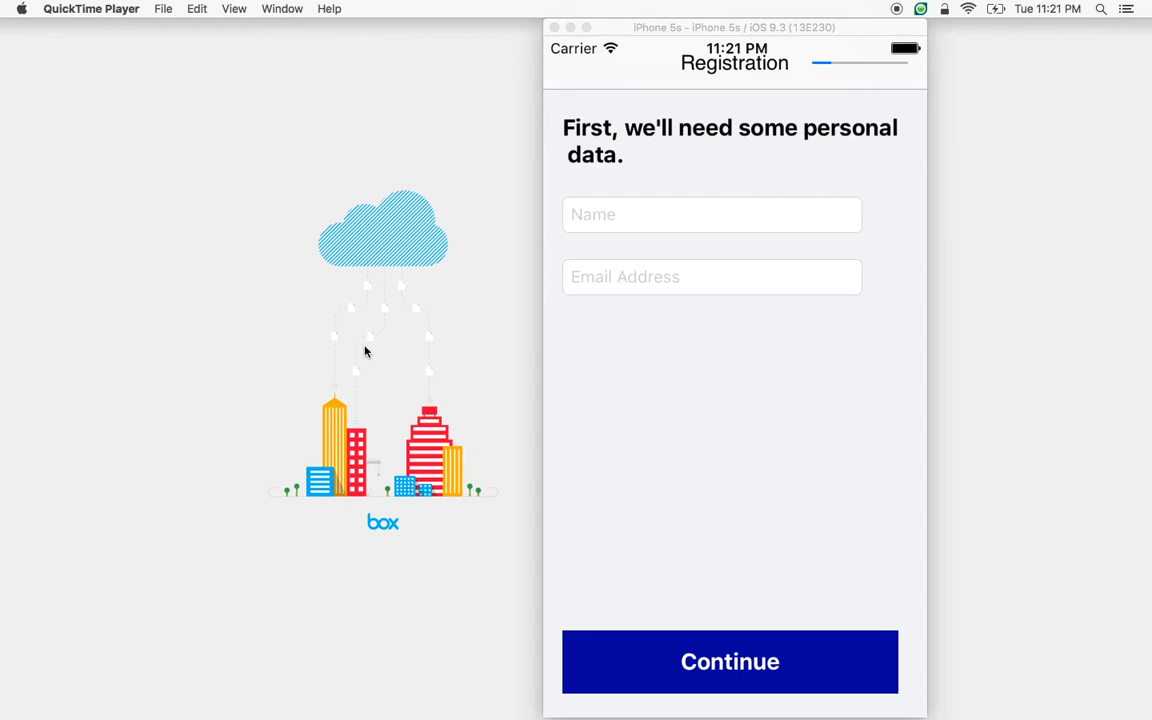 QuickTime Player File Edit View Window Help Tue 11:21 PM
iPhone 5s - iPhone 5s / iOS 9.3 (13E230)
Carrier 11:21 PM
Registration
First, we'll need some personal
data.
Name
Email Address
Continue
box